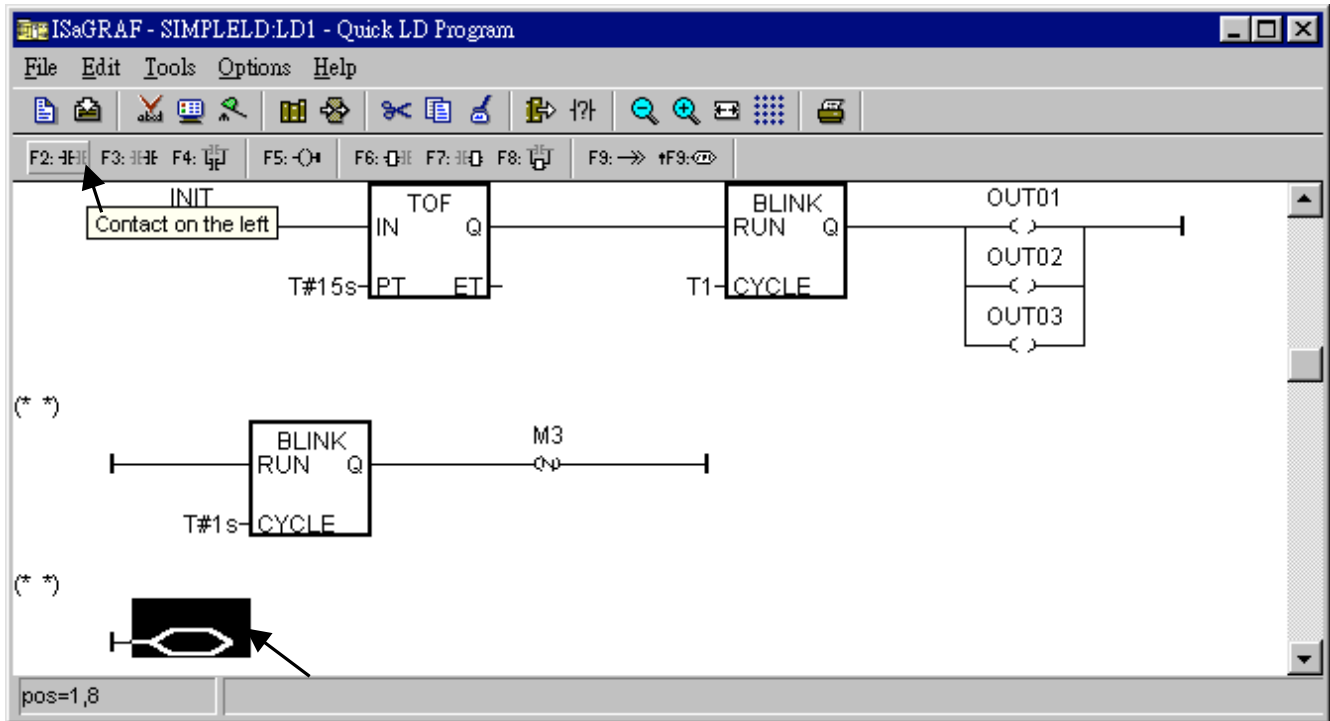 ISaGRAF - SIMPLELD:LD1 - Quick LD Program
File Edit Tools Options Help
F2: F3: F4: F5: F6: F7: F8: F9: F9:
INIT
Contact on the left
TOF
IN Q
T#15s PT ET
BLINK
RUN Q
T1 CYCLE
OUT01
OUT02
OUT03
(* *)
BLINK
RUN Q
T#1s CYCLE
M3
N
(* *)
pos=1,8